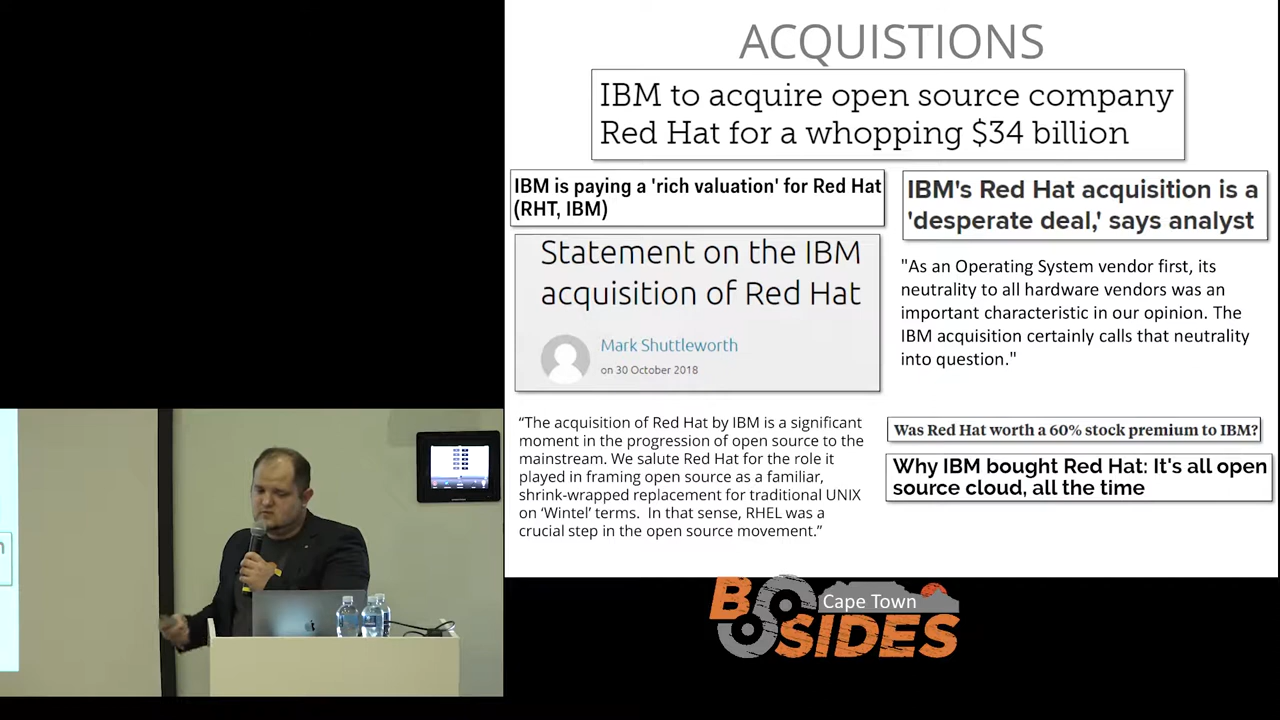 ACQUISTIONS
IBM to acquire open source company
Red Hat for a whopping $34 billion
IBM is paying a 'rich valuation' for Red Hat
(RHT, IBM)
IBM's Red Hat acquisition is a
'desperate deal,' says analyst
Statement on the IBM
acquisition of Red Hat
Mark Shuttleworth
on 30 October 2018
"As an Operating System vendor first, its
neutrality to all hardware vendors was an
important characteristic in our opinion. The
IBM acquisition certainly calls that neutrality
into question."
“The acquisition of Red Hat by IBM is a significant
moment in the progression of open source to the
mainstream. We salute Red Hat for the role it
played in framing open source as a familiar,
shrink-wrapped replacement for traditional UNIX
on ‘Wintel’ terms. In that sense, RHEL was a
crucial step in the open source movement.”
Was Red Hat worth a 60% stock premium to IBM?
Why IBM bought Red Hat: It's all open
source cloud, all the time
BSIDES
Cape Town